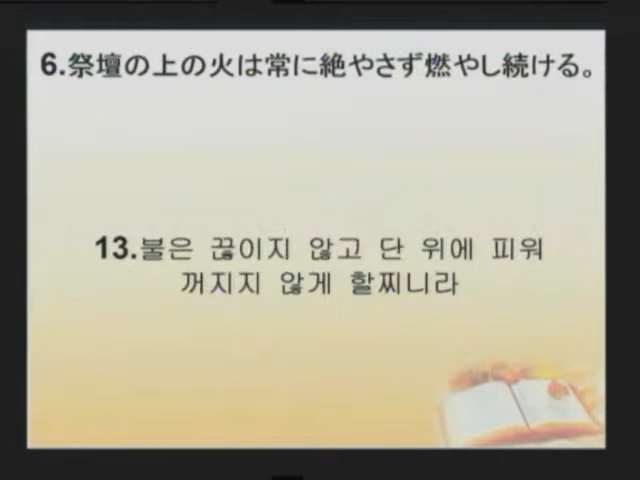 6.祭壇の上の火は常に絶やさず燃やし続ける。
13.불은 끊이지 않고 단 위에 피워
꺼지지 않게 할찌니라